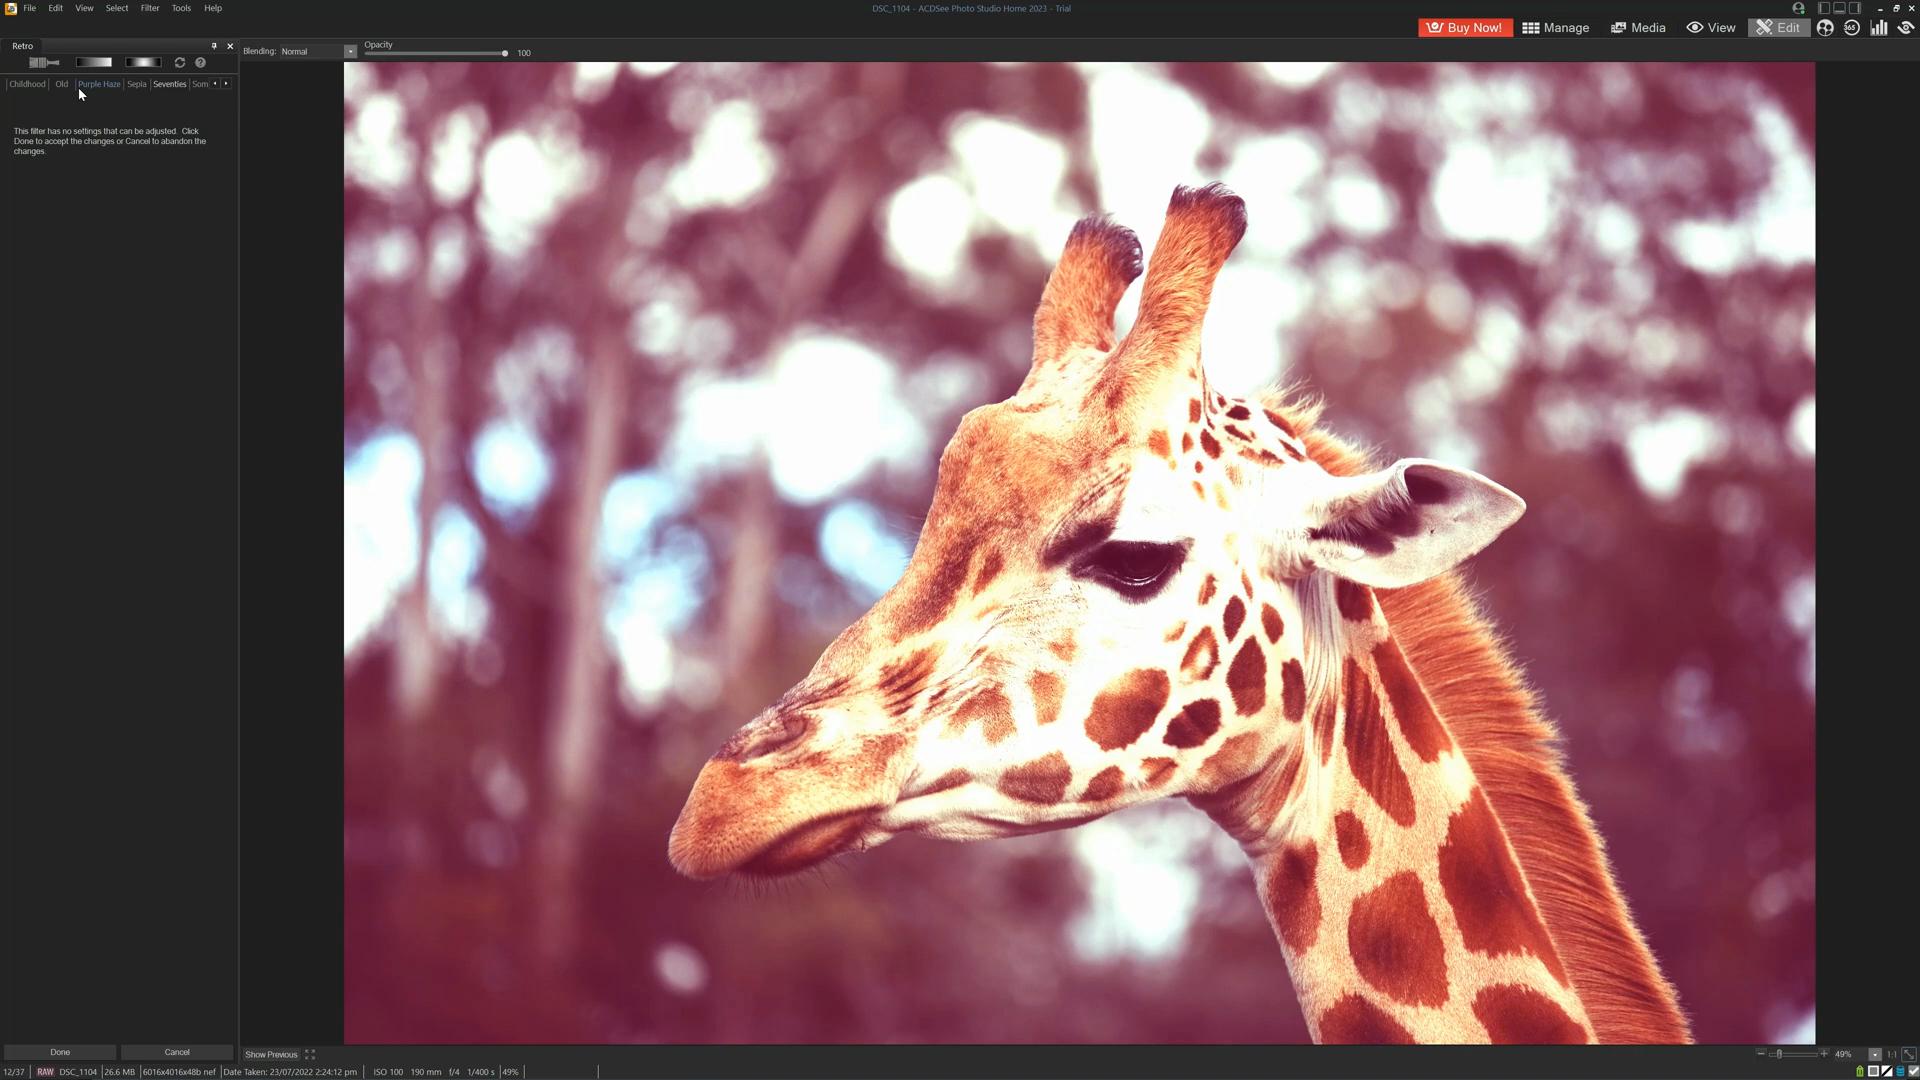 File Edit View Select Filter Tools Help
DSC_1104 - ACDSee Photo Studio Home 2023 - Trial
Buy Now! Manage Media View Edit 365
Retro
Blending: Normal
Opacity
100
Childhood Old Purple Haze Sepia Seventies Som
This filter has no settings that can be adjusted. Click
Done to accept the changes or Cancel to abandon the
changes.
Done Cancel
Show Previous
49% 1:1
12/37 RAW DSC_1104 26.6 MB 6016x4016x48b nef Date Taken: 23/07/2022 2:24:12 pm ISO 100 190 mm f/4 1/400 s 49%